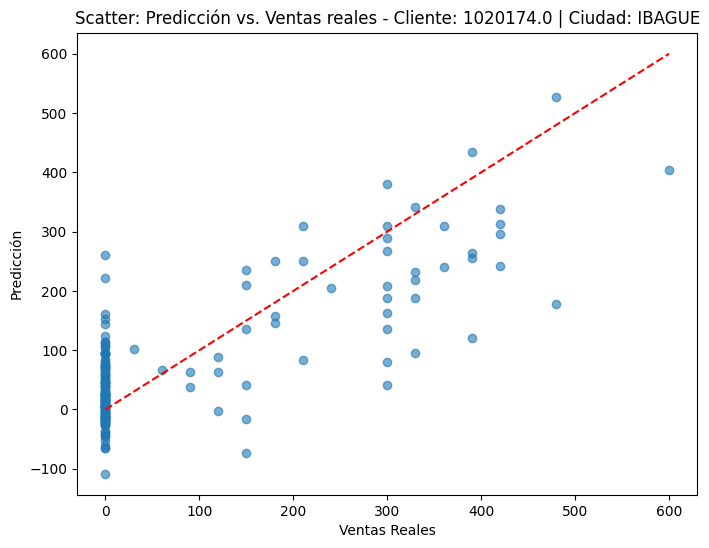 Scatter: Predicción vs. Ventas reales - Cliente: 1020174.0 | Ciudad: IBAGUE
600
500
400
300
200
100
0
−100
Predicción
0 100 200 300 400 500 600
Ventas Reales